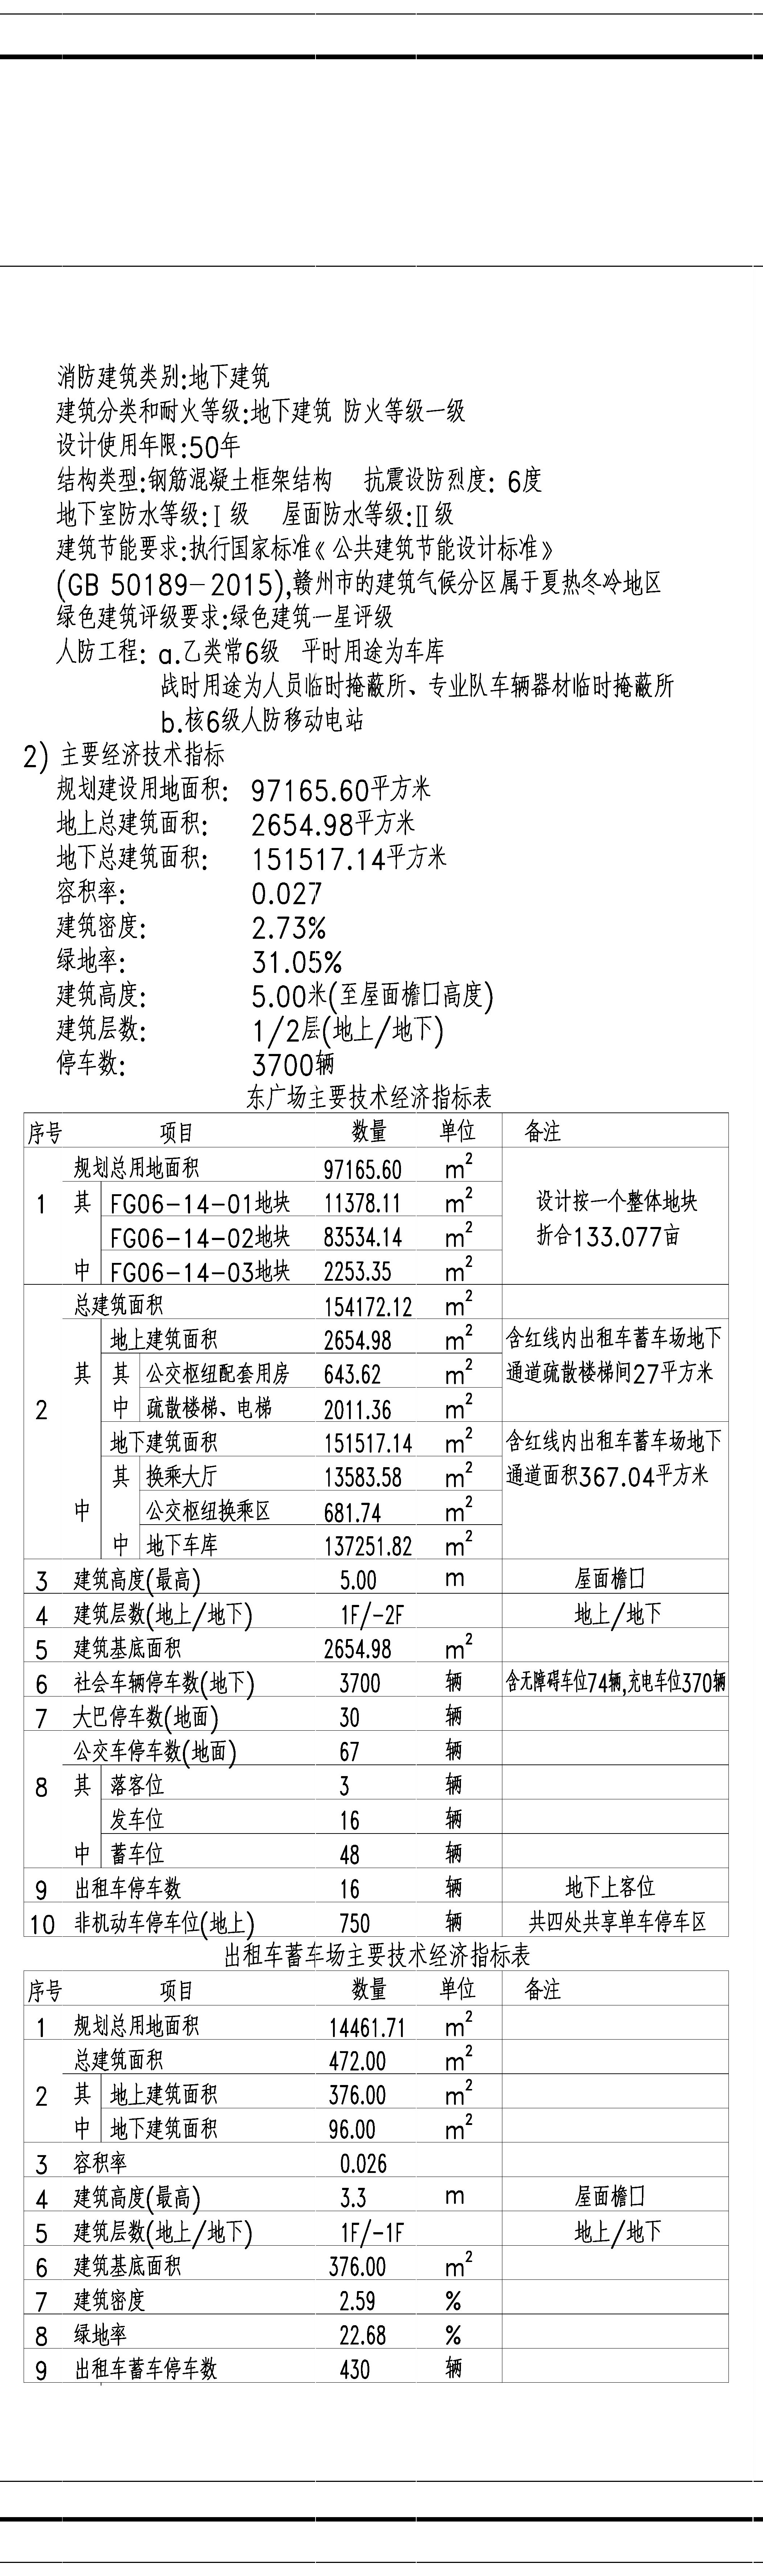 消防建筑类别:地下建筑
建筑分类和耐火等级:地下建筑 防火等级一级
设计使用年限:50年
结构类型:钢筋混凝土框架结构 抗震设防烈度: 6度
地下室防水等级:Ⅰ级 屋面防水等级:Ⅱ级
建筑节能要求:执行国家标准《公共建筑节能设计标准》
(GB 50189-2015),赣州市的建筑气候分区属于夏热冬冷地区
绿色建筑评级要求:绿色建筑一星评级
人防工程: a.乙类常6级 平时用途为车库
战时用途为人员临时掩蔽所、专业队车辆器材临时掩蔽所
b.核6级人防移动电站
2) 主要经济技术指标
规划建设用地面积: 97165.60平方米
地上总建筑面积: 2654.98平方米
地下总建筑面积: 151517.14平方米
容积率: 0.027
建筑密度: 2.73%
绿地率: 31.05%
建筑高度: 5.00米(至屋面檐口高度)
建筑层数: 1/2层(地上/地下)
停车数: 3700辆
东广场主要技术经济指标表
序号 项目 数量 单位 备注
规划总用地面积 97165.60 m²
1 其 FG06-14-01地块 11378.11 m² 设计按一个整体地块
FG06-14-02地块 83534.14 m² 折合133.077亩
中 FG06-14-03地块 2253.35 m²
总建筑面积 154172.12 m²
地上建筑面积 2654.98 m² 含红线内出租车蓄车场地下
其 其 公交枢纽配套用房 643.62 m² 通道疏散楼梯间27平方米
2 中 疏散楼梯、电梯 2011.36 m²
地下建筑面积 151517.14 m² 含红线内出租车蓄车场地下
其 换乘大厅 13583.58 m² 通道面积367.04平方米
中 公交枢纽换乘区 681.74 m²
中 地下车库 137251.82 m²
3 建筑高度(最高) 5.00 m 屋面檐口
4 建筑层数(地上/地下) 1F/-2F 地上/地下
5 建筑基底面积 2654.98 m²
6 社会车辆停车数(地下) 3700 辆 含无障碍车位74辆,充电车位370辆
7 大巴停车数(地面) 30 辆
公交车停车数(地面) 67 辆
8 其 落客位 3 辆
发车位 16 辆
中 蓄车位 48 辆
9 出租车停车数 16 辆 地下上客位
10 非机动车停车位(地上) 750 辆 共四处共享单车停车区
出租车蓄车场主要技术经济指标表
序号 项目 数量 单位 备注
1 规划总用地面积 14461.71 m²
总建筑面积 472.00 m²
2 其 地上建筑面积 376.00 m²
中 地下建筑面积 96.00 m²
3 容积率 0.026
4 建筑高度(最高) 3.3 m 屋面檐口
5 建筑层数(地上/地下) 1F/-1F 地上/地下
6 建筑基底面积 376.00 m²
7 建筑密度 2.59 %
8 绿地率 22.68 %
9 出租车蓄车停车数 430 辆